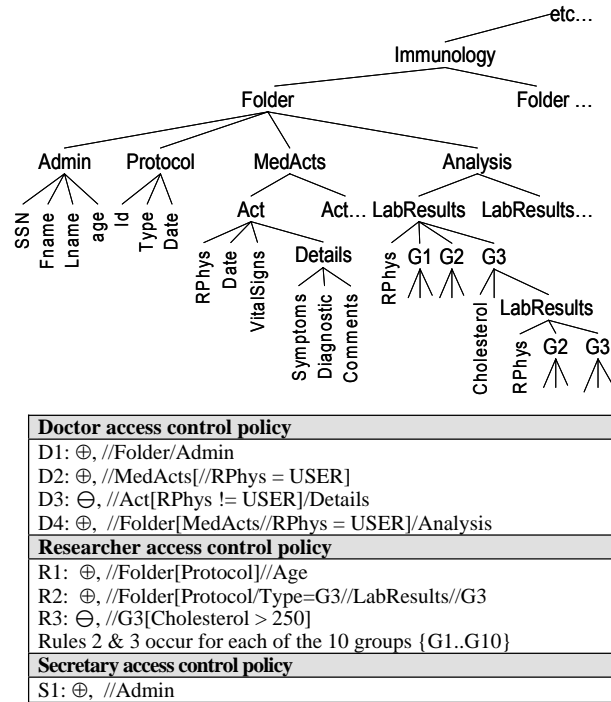 etc...
Immunology
Folder Folder ...
Admin Protocol MedActs Analysis
SSN Fname Lname age Id Type Date Act Act... LabResults LabResults...
RPhys Date VitalSigns Details RPhys G1 G2 G3
Symptoms Diagnostic Comments Cholesterol LabResults
RPhys G2 G3
Doctor access control policy
D1: ⊕, //Folder/Admin
D2: ⊕, //MedActs[//RPhys = USER]
D3: ⊖, //Act[RPhys != USER]/Details
D4: ⊕, //Folder[MedActs//RPhys = USER]/Analysis
Researcher access control policy
R1: ⊕, //Folder[Protocol]//Age
R2: ⊕, //Folder[Protocol/Type=G3//LabResults//G3
R3: ⊖, //G3[Cholesterol > 250]
Rules 2 & 3 occur for each of the 10 groups {G1..G10}
Secretary access control policy
S1: ⊕, //Admin